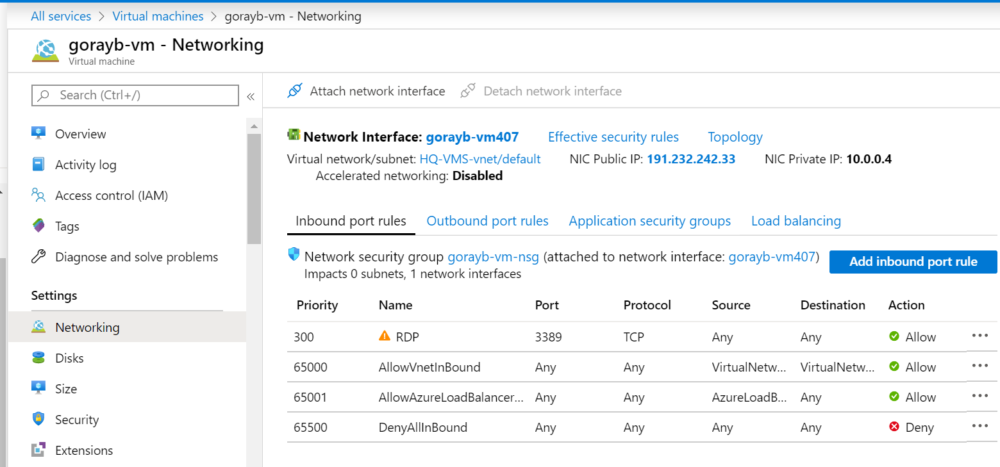 All services > Virtual machines > gorayb-vm - Networking
gorayb-vm - Networking
Virtual machine
Search (Ctrl+/)
«
Overview
Activity log
Access control (IAM)
Tags
Diagnose and solve problems
Settings
Networking
Disks
Size
Security
Extensions
Attach network interface Detach network interface
Network Interface: gorayb-vm407 Effective security rules Topology
Virtual network/subnet: HQ-VMS-vnet/default NIC Public IP: 191.232.242.33 NIC Private IP: 10.0.0.4
Accelerated networking: Disabled
Inbound port rules Outbound port rules Application security groups Load balancing
Network security group gorayb-vm-nsg (attached to network interface: gorayb-vm407)
Impacts 0 subnets, 1 network interfaces
Add inbound port rule
Priority Name Port Protocol Source Destination Action
300 RDP 3389 TCP Any Any Allow ...
65000 AllowVnetInBound Any Any VirtualNetw... VirtualNetw... Allow ...
65001 AllowAzureLoadBalancer... Any Any AzureLoadB... Any Allow ...
65500 DenyAllInBound Any Any Any Any Deny ...